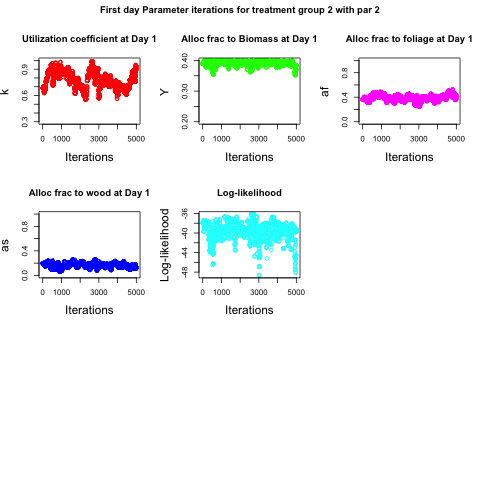 First day Parameter iterations for treatment group 2 with par 2
Utilization coefficient at Day 1
k
0.3 0.6 0.9
0 1000 3000 5000
Iterations
Alloc frac to Biomass at Day 1
Y
0.20 0.30 0.40
0 1000 3000 5000
Iterations
Alloc frac to foliage at Day 1
af
0.0 0.4 0.8
0 1000 3000 5000
Iterations
Alloc frac to wood at Day 1
as
0.0 0.4 0.8
0 1000 3000 5000
Iterations
Log-likelihood
Log-likelihood
-48 -44 -40 -36
0 1000 3000 5000
Iterations